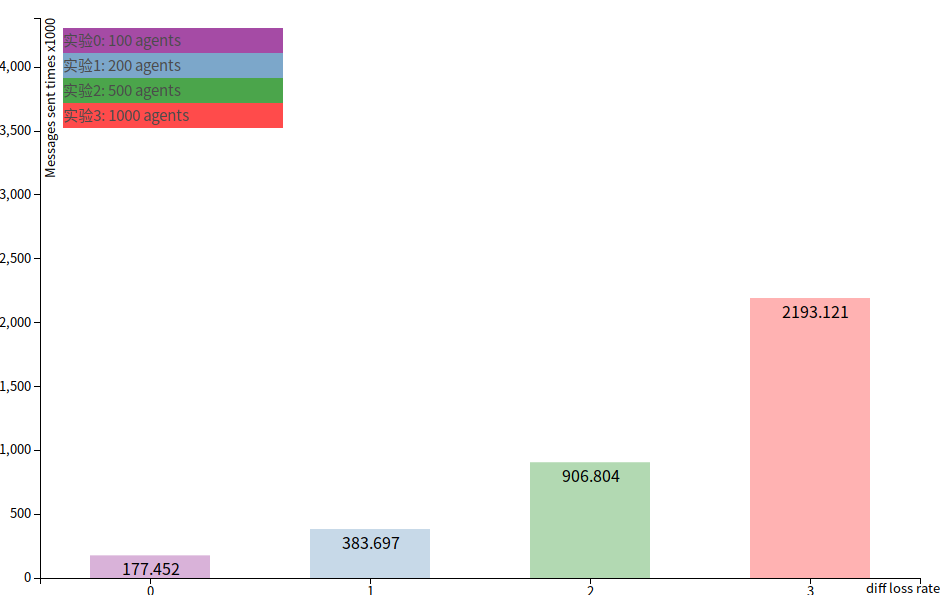 Messages sent times x1000
实验0: 100 agents
实验1: 200 agents
实验2: 500 agents
实验3: 1000 agents
4,000
3,500
3,000
2,500
2,000
1,500
1,000
500
0
177.452
383.697
906.804
2193.121
0
1
2
3
diff loss rate